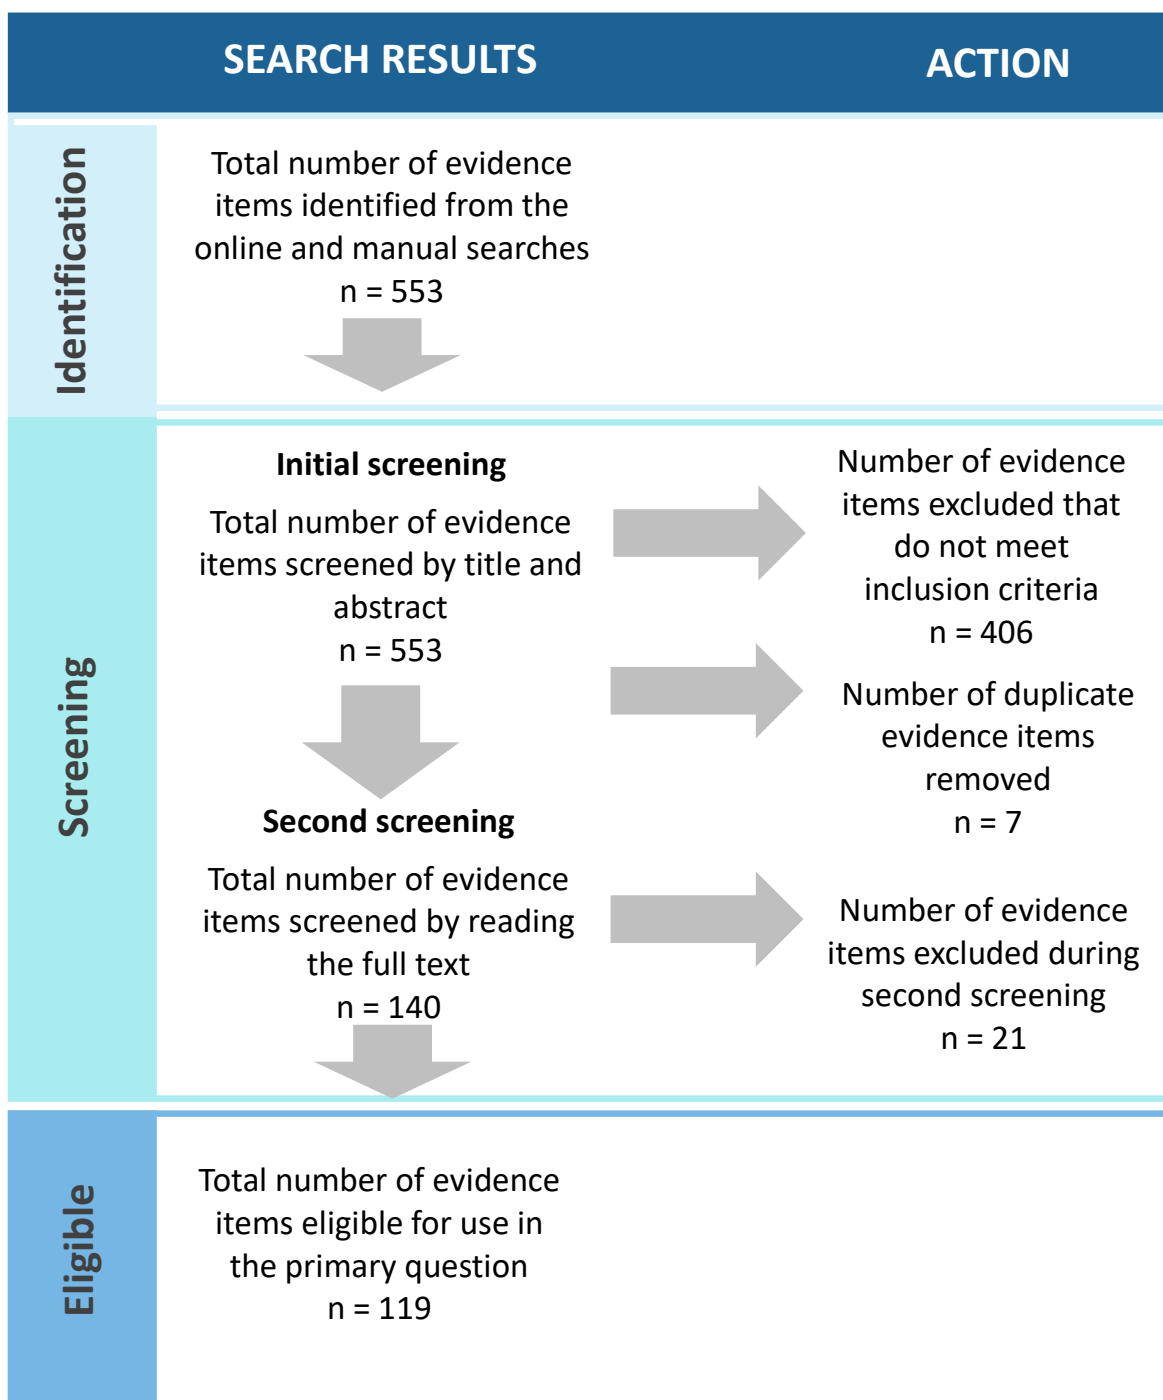 SEARCH RESULTS
ACTION
Identification
Total number of evidence
items identified from the
online and manual searches
n = 553
Screening
Initial screening
Total number of evidence
items screened by title and
abstract
n = 553
Number of evidence
items excluded that
do not meet
inclusion criteria
n = 406
Number of duplicate
evidence items
removed
n = 7
Second screening
Total number of evidence
items screened by reading
the full text
n = 140
Number of evidence
items excluded during
second screening
n = 21
Eligible
Total number of evidence
items eligible for use in
the primary question
n = 119